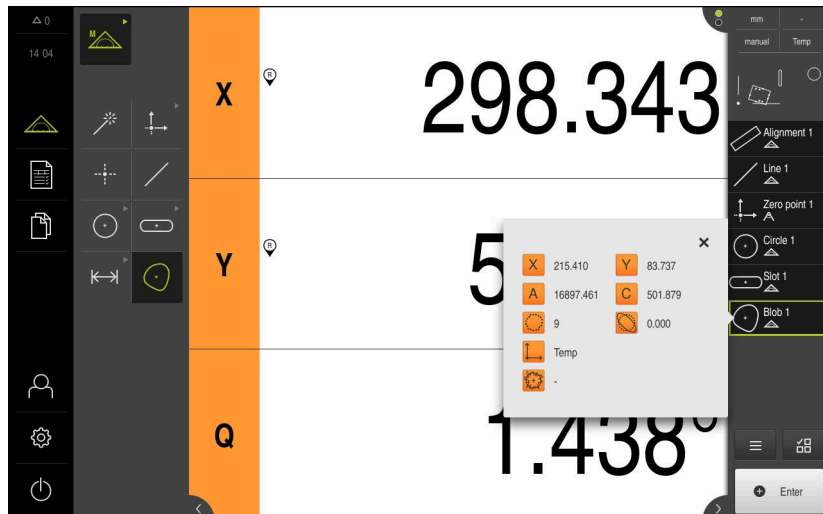 0
14 04
M
X
R
298.343
mm
-
manual
Temp
Alignment 1
Line 1
Zero point 1
Circle 1
Slot 1
Blob 1
Y
R
5
X 215.410 Y 83.737
A 16897.461 C 501.879
9 0.000
Temp
-
Q
1.438°
Enter